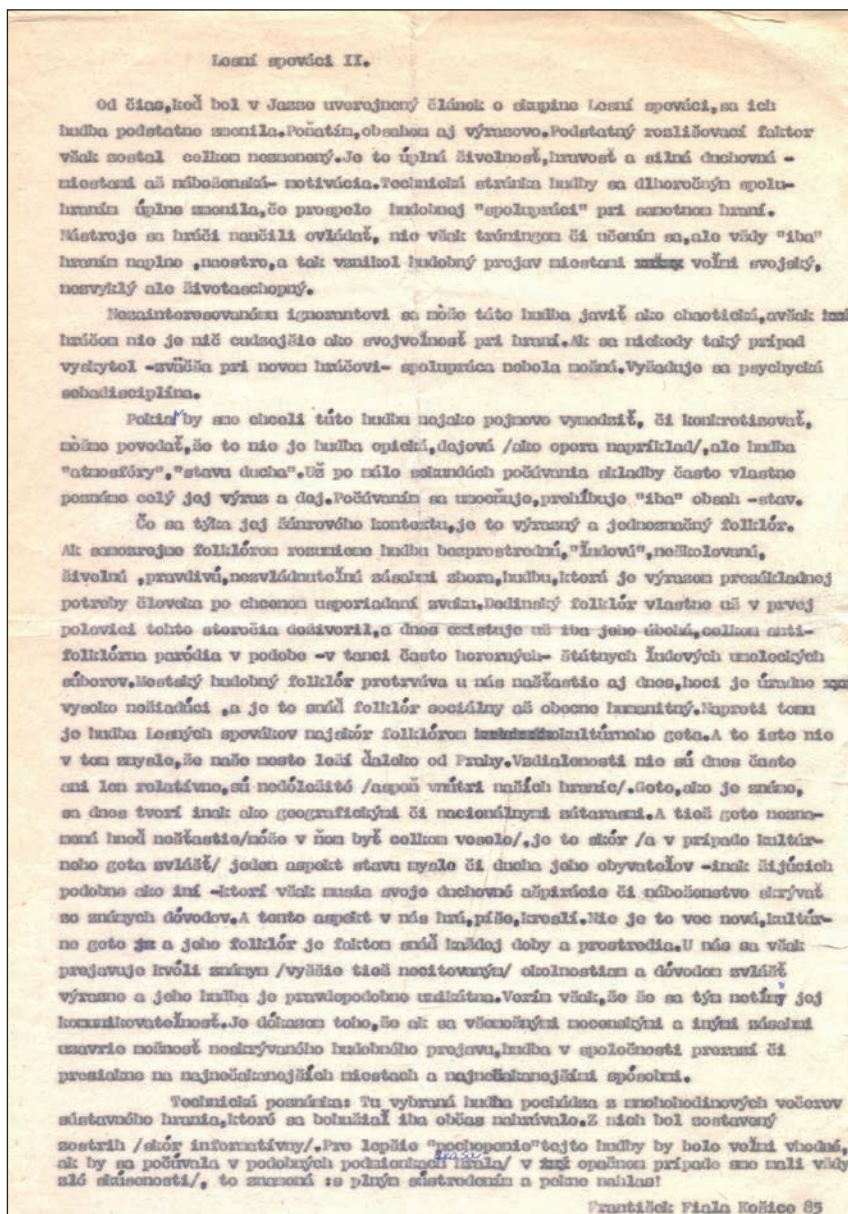 Lesní spováci II.
Od čias,keď bol v Jazze uverejnený článek o skupine Lesní spováci,sa ich
hudba podstatne zmenila.Poňatím,obsahom aj výrazovo.Podstatný rozličovací faktor
však zostal celkom nezmenený.Je to úplná živelnosť,hravosť a silná duchovná -
miestami až náboženská- motivácia.Technická stránka hudby sa dlhoročným spolu-
hraním úplne zmenila,čo prospelo hudobnej "spolupráci" pri samotnom hraní.
Nástroje sa hráči naučili ovládať, nie však tréningom či učením sa,ale vždy "iba"
hraním naplno ,naostro,a tak vznikol hudobný prejav miestami veľmi svojský,
nezvyklý ale životaschopný.
Nezainteresovanému ignorantovi sa môže táto hudba javiť ako chaotická,avšak
hráčom nie je nič cudzejšie ako svojvoľnosť pri hraní.Ak sa niekedy taký prípad
vyskytol -zväčša pri novom hráčovi- spolupráca nebola možná.Vyžaduje sa psychycká
sebadisciplína.
Pokiaľ by sme chceli túto hudbu nejako pojmovo vymedziť, či konkretizovať,
môžme povedať,že to nie je hudba epická,dejová /ako opera napríklad/,ale hudba
"atmosféry","stavu ducha".Už po málo sekundách počúvania skladby často vlastne
poznáme celý jej výraz a dej.Počúvaním sa umocňuje,prehlbuje "iba" obsah -stav.
Čo sa týka jej žánrového kontextu,je to výrazný a jednoznačný folklór.
Ak samozrejme folklórom rozumieme hudbu bezprostrednú,"ľudovú",neškolovanú,
živelnú ,pravdivú,nezvládnuteľnú zásahmi zhora,hudbu,ktorá je výrazom prezákladnej
potreby človeka po chcenom usporiadaní zvuku.Dedinský folklór vlastne už v prvej
polovici tohto storočia dožívoril,a dnes existuje už iba jeho úbohá,celkom anti-
folklórna paródia v podobe -v tanci často herorných- štátnych ľudových umeleckých
súborov.Mestský hudobný folklór pretrváva u nás našťastie aj dnes,hoci je úradne
vysoko nežiadúci ,a je to snáď folklór sociálny až obecne humanitný.Naproti tomu
je hudba Lesných spovákov najskôr folklórom kultúrneho geta.A to iste nie
v tom zmysle,že naše mesto leží ďaleko od Prahy.Vzdialenosti nie sú dnes často
ani len relatívne,sú nedôležité /aspoň vnútri naších hraníc/.Geto,ako je známe,
sa dnes tvorí inak ako geografickými či nacionálnymi zátarasmi.A tiež geto nezna-
mená hneď nešťastie/môže v ňom byť celkom veselo/,je to skôr /a v prípade kultúr-
neho geta zvlášť/ jeden aspekt stavu mysle či ducha jeho obyvateľov -inak žijúcich
podobne ako iní -ktorí však musia svoje duchovné ašpirácie či náboženstvo skrývať
zo známych dôvodov.A tento aspekt v nás hrá,píše,kreslí.Nie je to vec nová,kultúr-
ne geto a jeho folklór je faktom snáď každej doby a prostredia.U nás sa však
prejavuje kvôli známym /vyššie tiež necitovaným/ okolnostiam a dôvodom zvlášť
výrazne a jeho hudba je pravdepodobne unikátna.Verím však,že že sa tým netíny jej
komunikovateľnosť.Je dôkazom toho,že ak sa všemožnými mocenskými a inými zásahmi
uzavrie možnosť neskrývaného hudobného prejavu,hudba v spoločnosti prerazí či
presiakne na najnečakanejších miestach a najnečakanejšími spôsobmi.
Technická poznámka: Tu vybraná hudba pochádza z mnohohodinových večerov
sústavného hrania,ktoré sa bohužiaľ iba občas nahrávalo.Z nich bol zostavený
zostrih /skôr informatívny/.Pre lepšie "pochopenie"tejto hudby by bolo veľmi vhodné,
ak by sa počúvala v podobných podmienkach hrala/ v opačnom prípade sme mali vždy
zlé skúsenosti/, to znamená :s plným sústredením a pekne nahlas!
František Fiala Košice 85